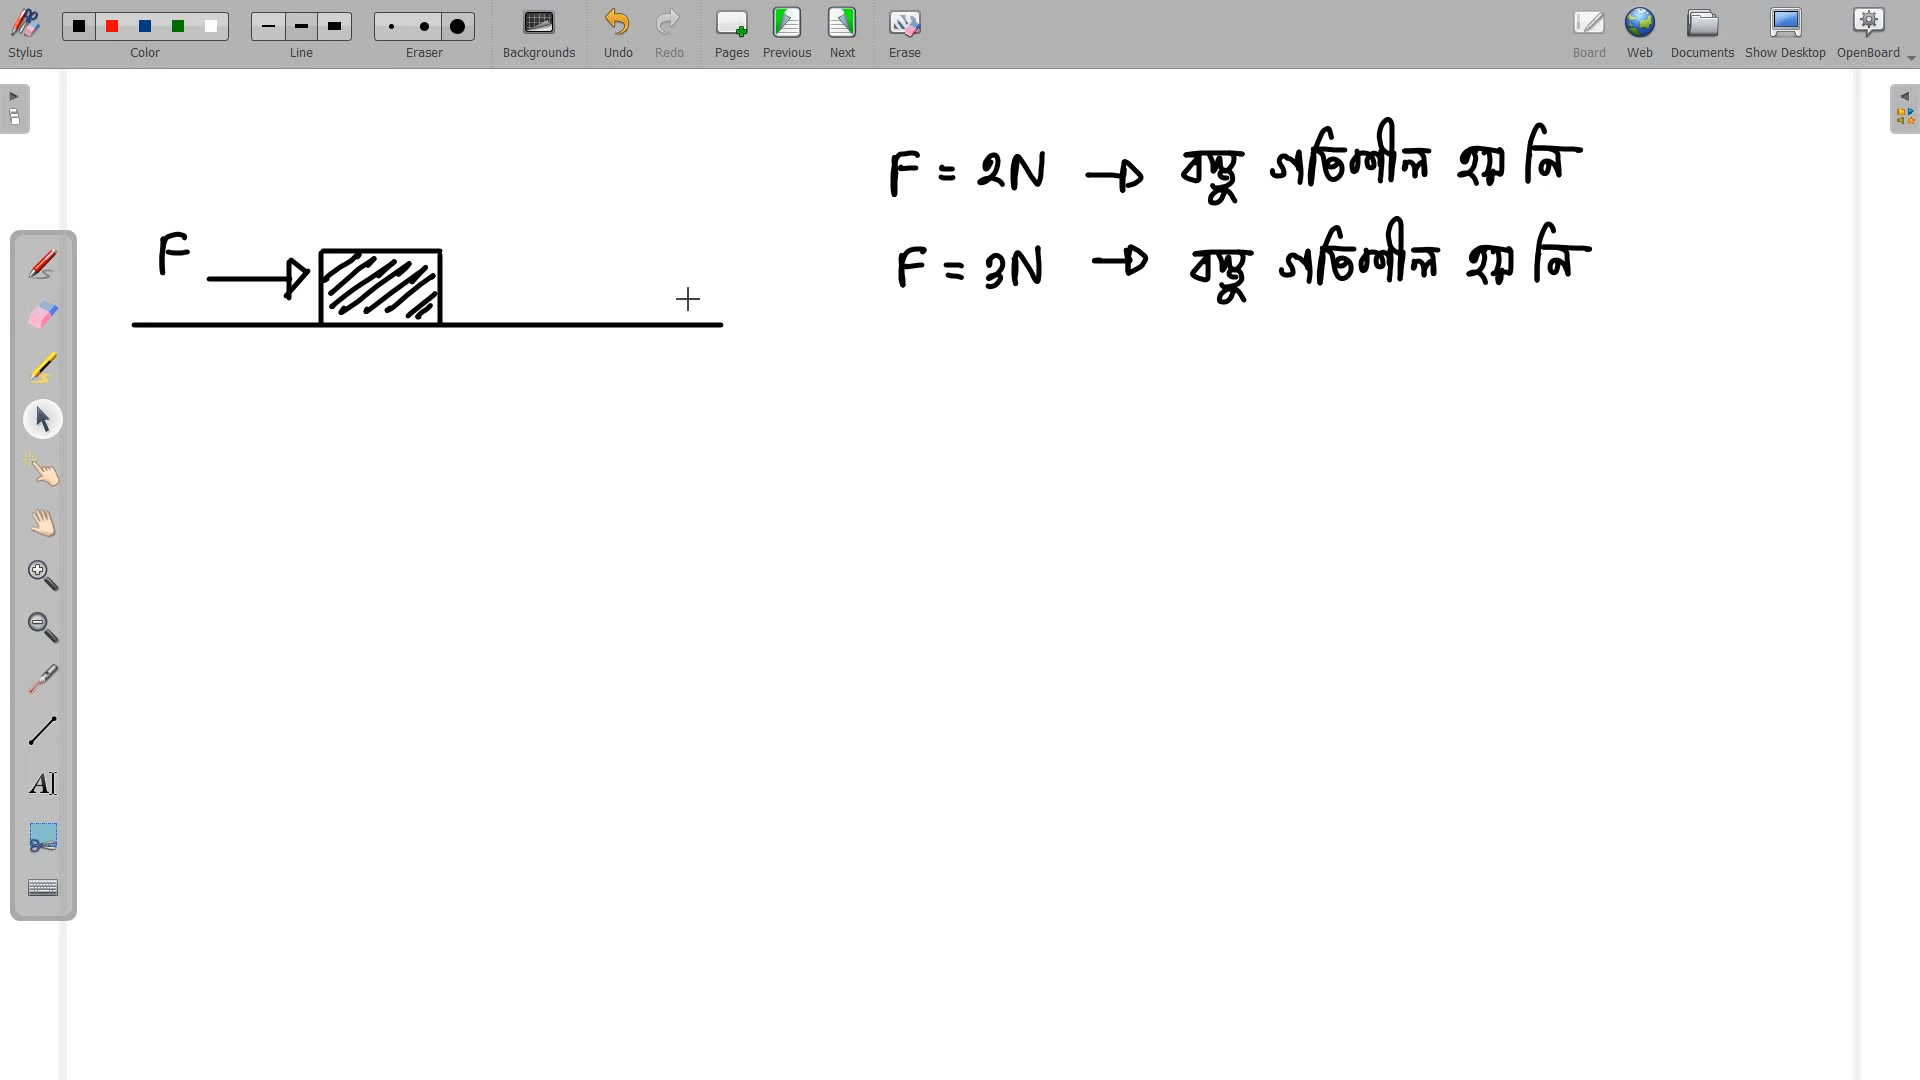 Stylus Color Line Eraser Backgrounds Undo Redo Pages Previous Next Erase Board Web Documents Show Desktop OpenBoard
F = 2N → বস্তু গতিশীল হয় নি
F
F = 3N → বস্তু গতিশীল হয় নি